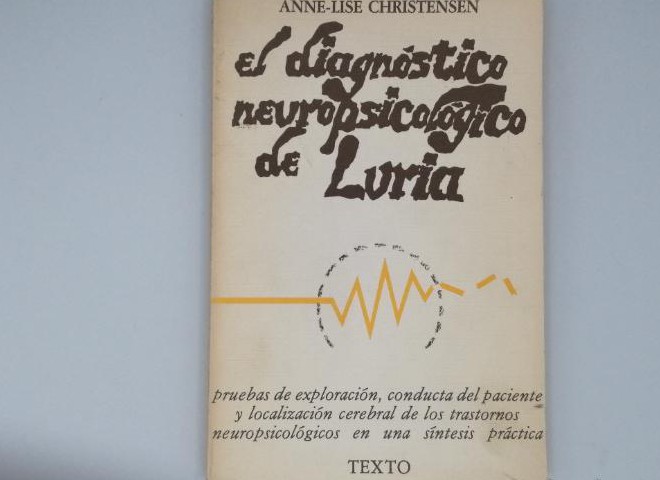 ANNE-LISE CHRISTENSEN
el diagnóstico
neuropsicológico
de Luria
pruebas de exploración, conducta del paciente
y localización cerebral de los trastornos
neuropsicológicos en una síntesis práctica
TEXTO